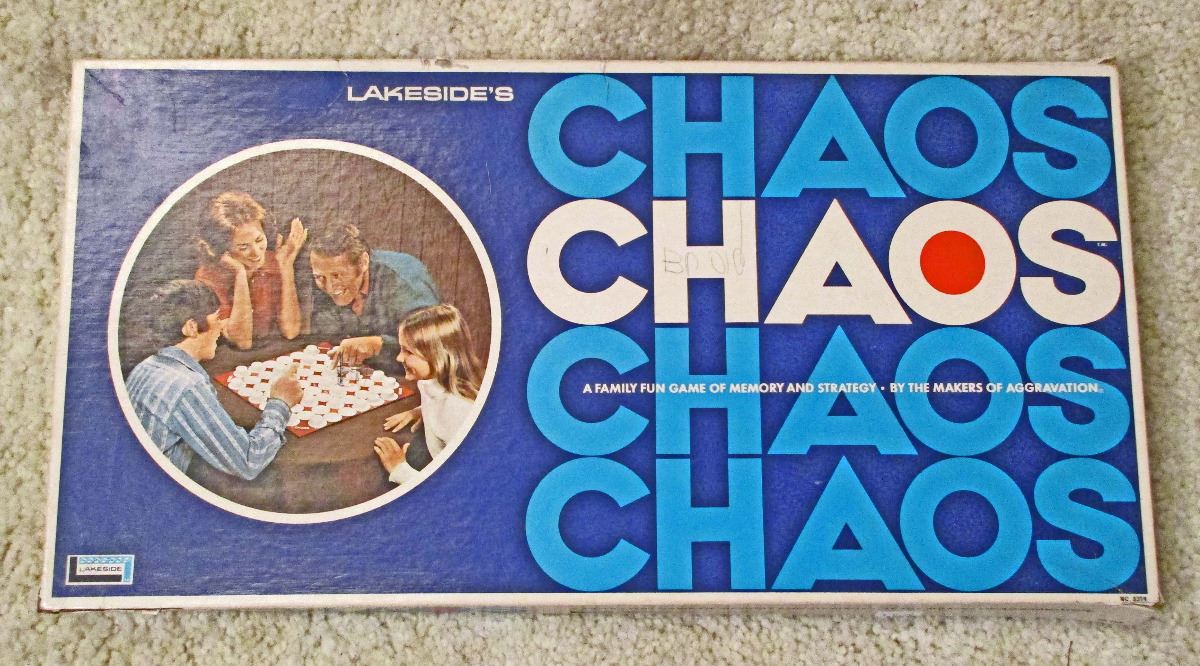 LAKESIDE'S
CHAOS
CHAOS T.M.
A FAMILY FUN GAME OF MEMORY AND STRATEGY • BY THE MAKERS OF AGGRAVATION
CHAOS
CHAOS
LAKESIDE